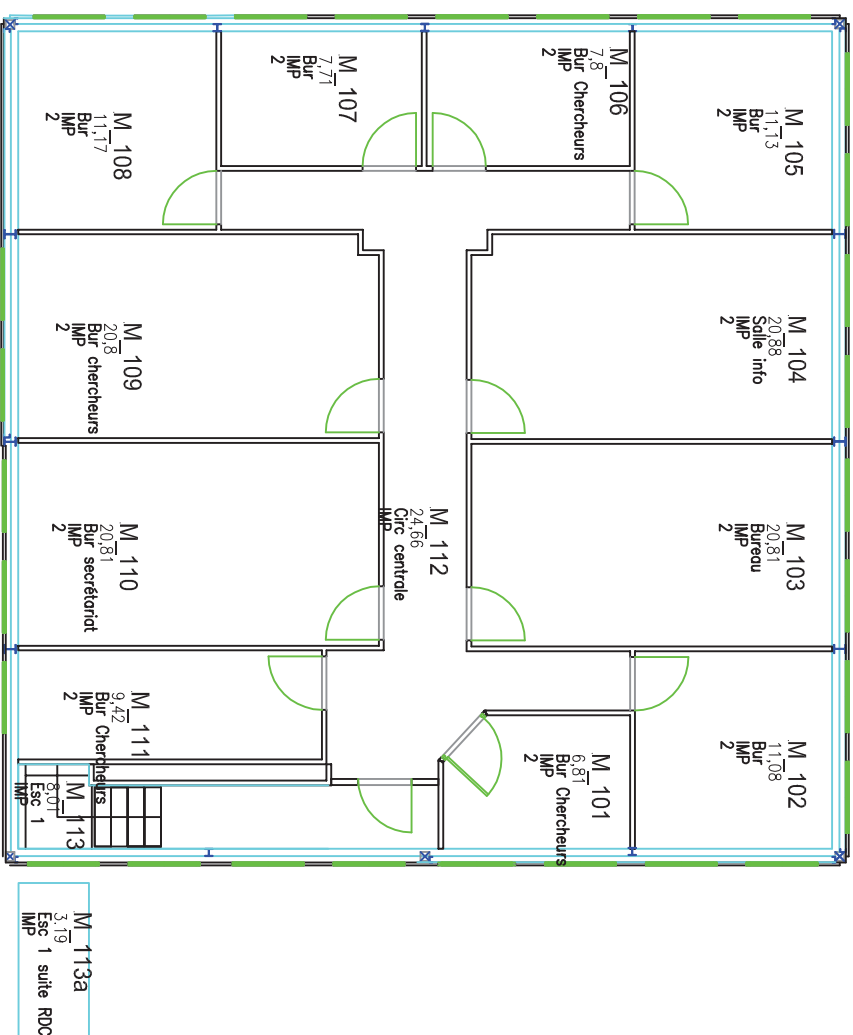 M_107
7,71
Bur
IMP
2
M_106
7,8
Bur Chercheurs
IMP
2
M_108
11,17
Bur
IMP
2
M_105
11,13
Bur
IMP
2
M_109
20,8
Bur chercheurs
IMP
2
M_104
20,88
Salle info
IMP
2
M_112
24,66
Circ centrale
IMP
M_110
20,81
Bur secrétariat
IMP
2
M_103
20,81
Bureau
IMP
2
M_111
9,42
Bur Chercheurs
IMP
2
M_101
6,81
Bur Chercheurs
IMP
2
M_102
11,08
Bur
IMP
2
M_113
8,01
Esc 1
IMP
M_113a
3,19
Esc 1 suite RDC
IMP